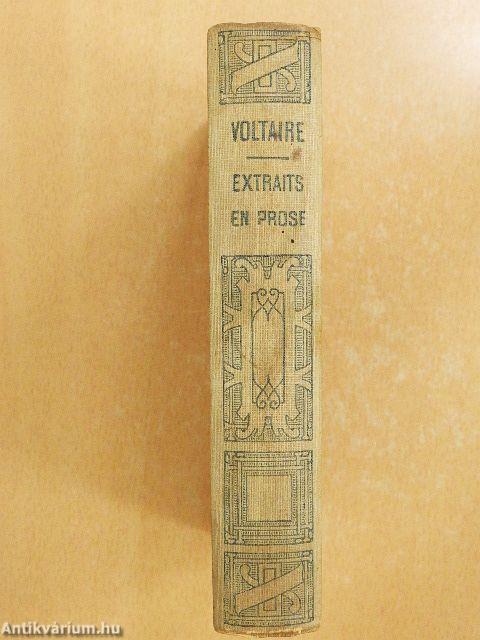 VOLTAIRE
EXTRAITS
EN PROSE
Antikvárium.hu